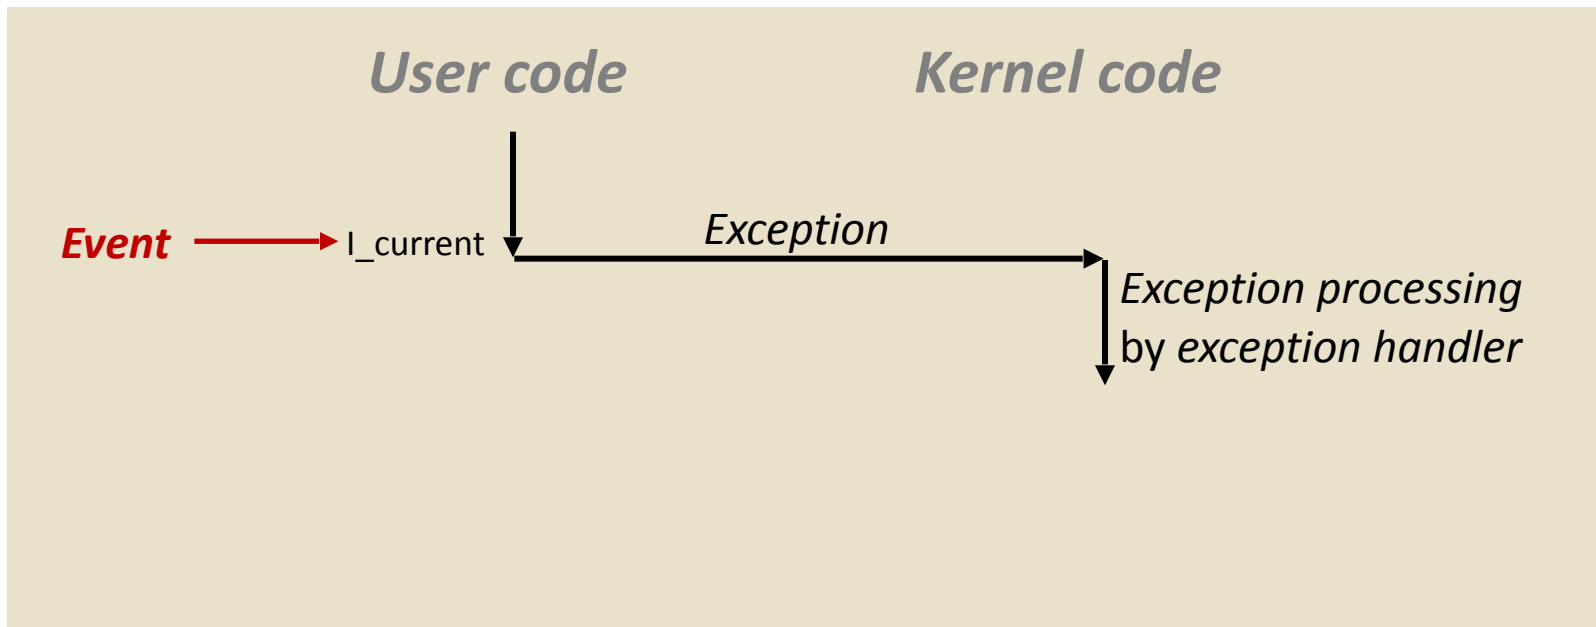 User code
Kernel code
Event
I_current
Exception
Exception processing
by exception handler